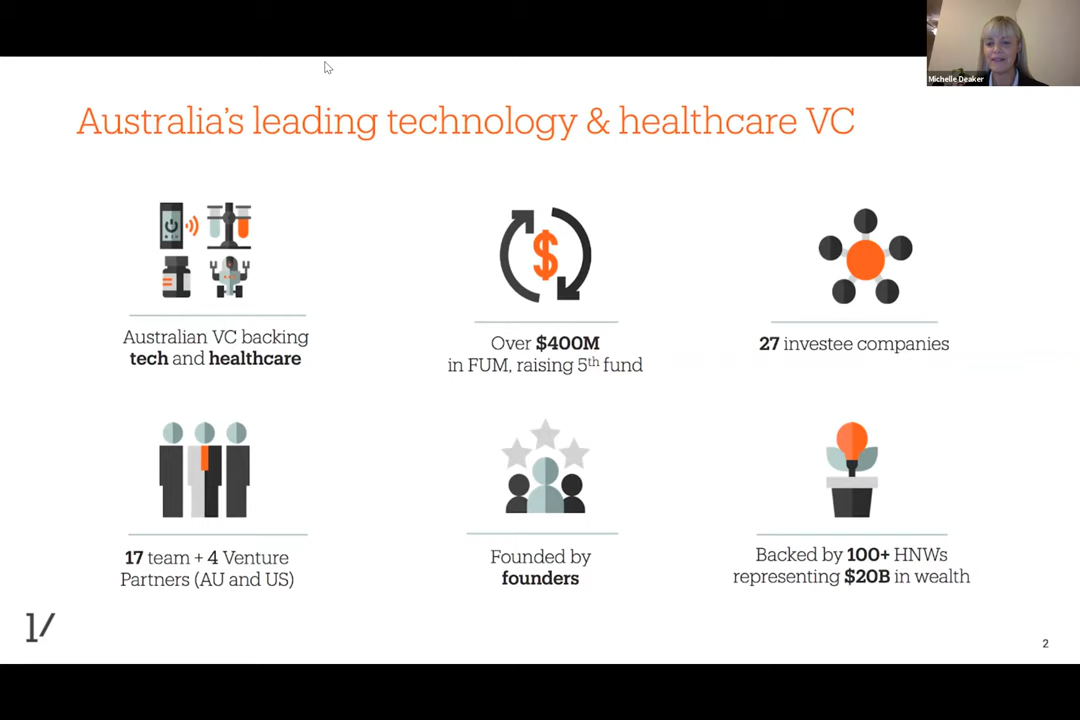 Michelle Deaker
Australia's leading technology & healthcare VC
$
Australian VC backing
tech and healthcare
Over $400M
in FUM, raising 5th fund
27 investee companies
17 team + 4 Venture
Partners (AU and US)
Founded by
founders
Backed by 100+ HNWs
representing $20B in wealth
1/
2